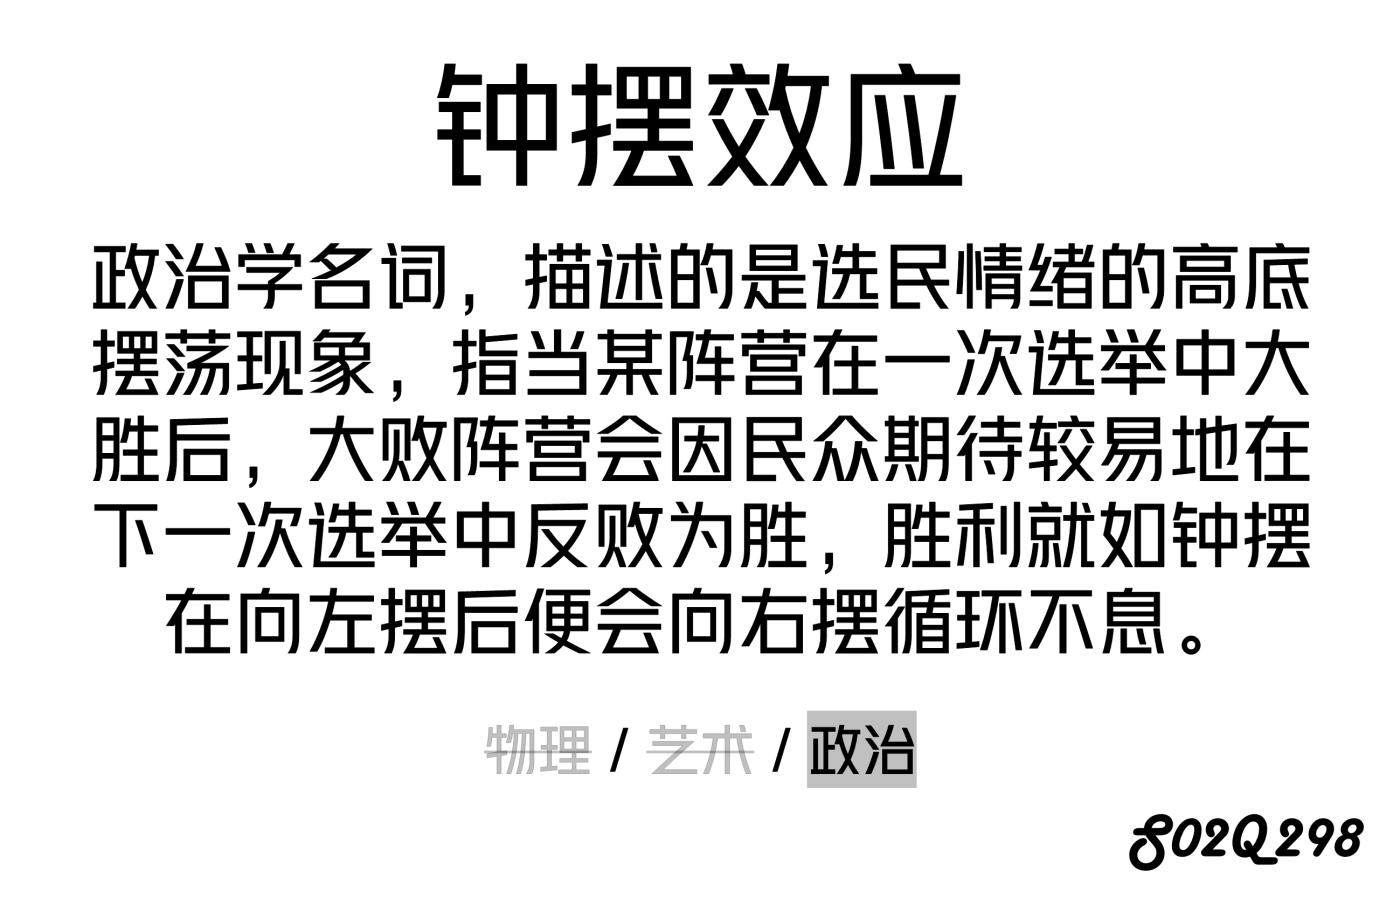 钟摆效应
政治学名词，描述的是选民情绪的高底
摆荡现象，指当某阵营在一次选举中大
胜后，大败阵营会因民众期待较易地在
下一次选举中反败为胜，胜利就如钟摆
在向左摆后便会向右摆循环不息。
物理 / 艺术 / 政治
S02Q298